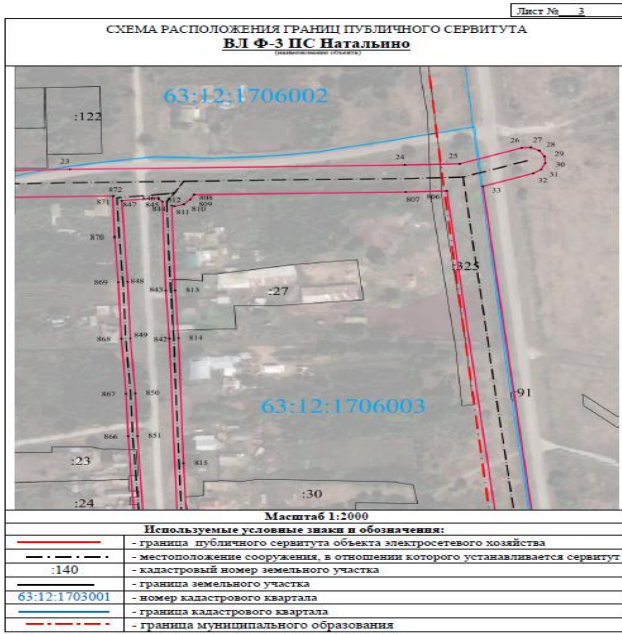 Лист № 3
СХЕМА РАСПОЛОЖЕНИЯ ГРАНИЦ ПУБЛИЧНОГО СЕРВИТУТА
ВЛ Ф-3 ПС Натальино
(наименование объекта)
63:12:1706002
:122
26 27
28
29
30
31
32
23
24
25
33
872
871 847 846
845
844 812
811 810
809
808
807 806
870
:325
869 848
843 813
:27
868 849
842 814
867 850
:91
63:12:1706003
866 851
:23
815
:24
:30
Масштаб 1:2000
Используемые условные знаки и обозначения:
- граница публичного сервитута объекта электросетевого хозяйства
- местоположение сооружения, в отношении которого устанавливается сервитут
:140 - кадастровый номер земельного участка
- граница земельного участка
63:12:1703001 - номер кадастрового квартала
- граница кадастрового квартала
- граница муниципального образования